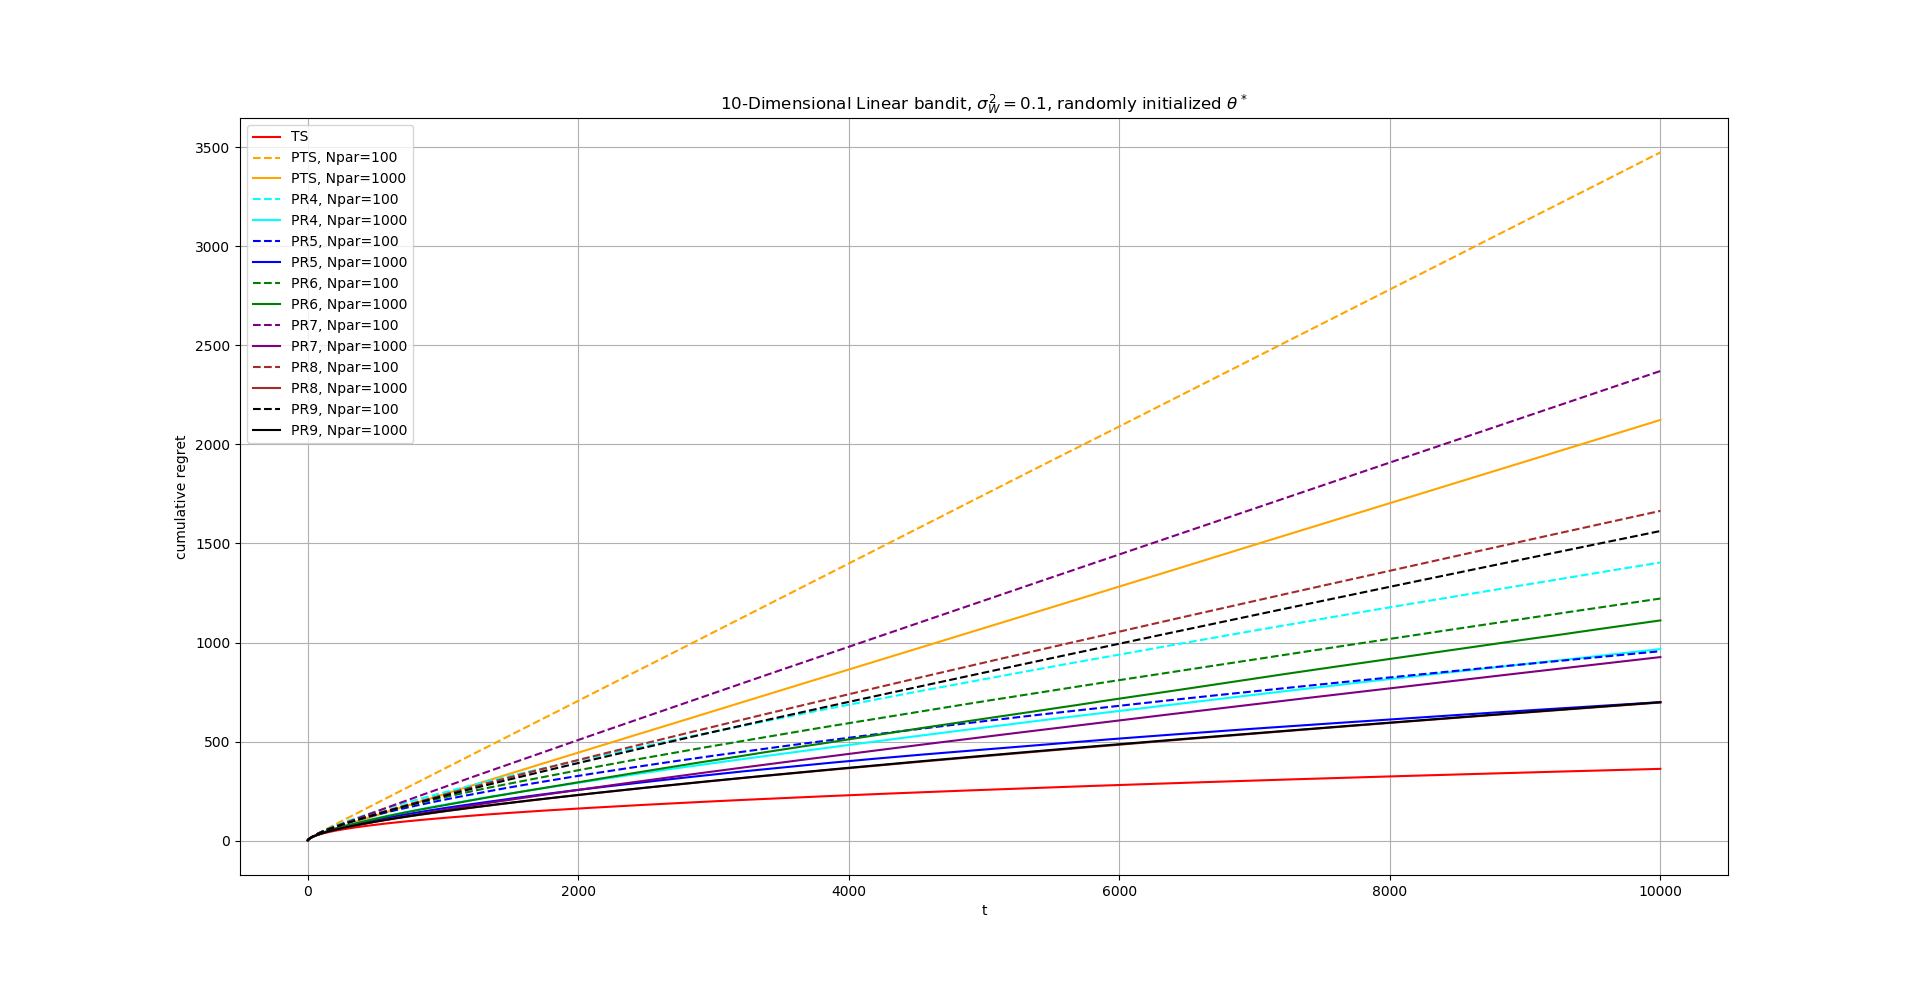 10-Dimensional Linear bandit, $\sigma_W^2 = 0.1$, randomly initialized $\theta^*$
TS
PTS, Npar=100
PTS, Npar=1000
PR4, Npar=100
PR4, Npar=1000
PR5, Npar=100
PR5, Npar=1000
PR6, Npar=100
PR6, Npar=1000
PR7, Npar=100
PR7, Npar=1000
PR8, Npar=100
PR8, Npar=1000
PR9, Npar=100
PR9, Npar=1000
cumulative regret
3500
3000
2500
2000
1500
1000
500
0
0 2000 4000 6000 8000 10000
t